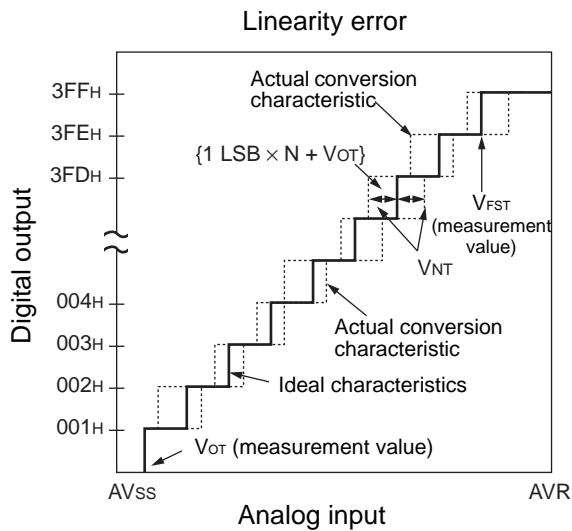 Linearity error
3FFH
3FEH
3FDH
004H
003H
002H
001H
Digital output
Actual conversion
characteristic
{1 LSB × N + VOT}
VFST
(measurement
value)
VNT
Actual conversion
characteristic
Ideal characteristics
VOT (measurement value)
AVSS
AVR
Analog input